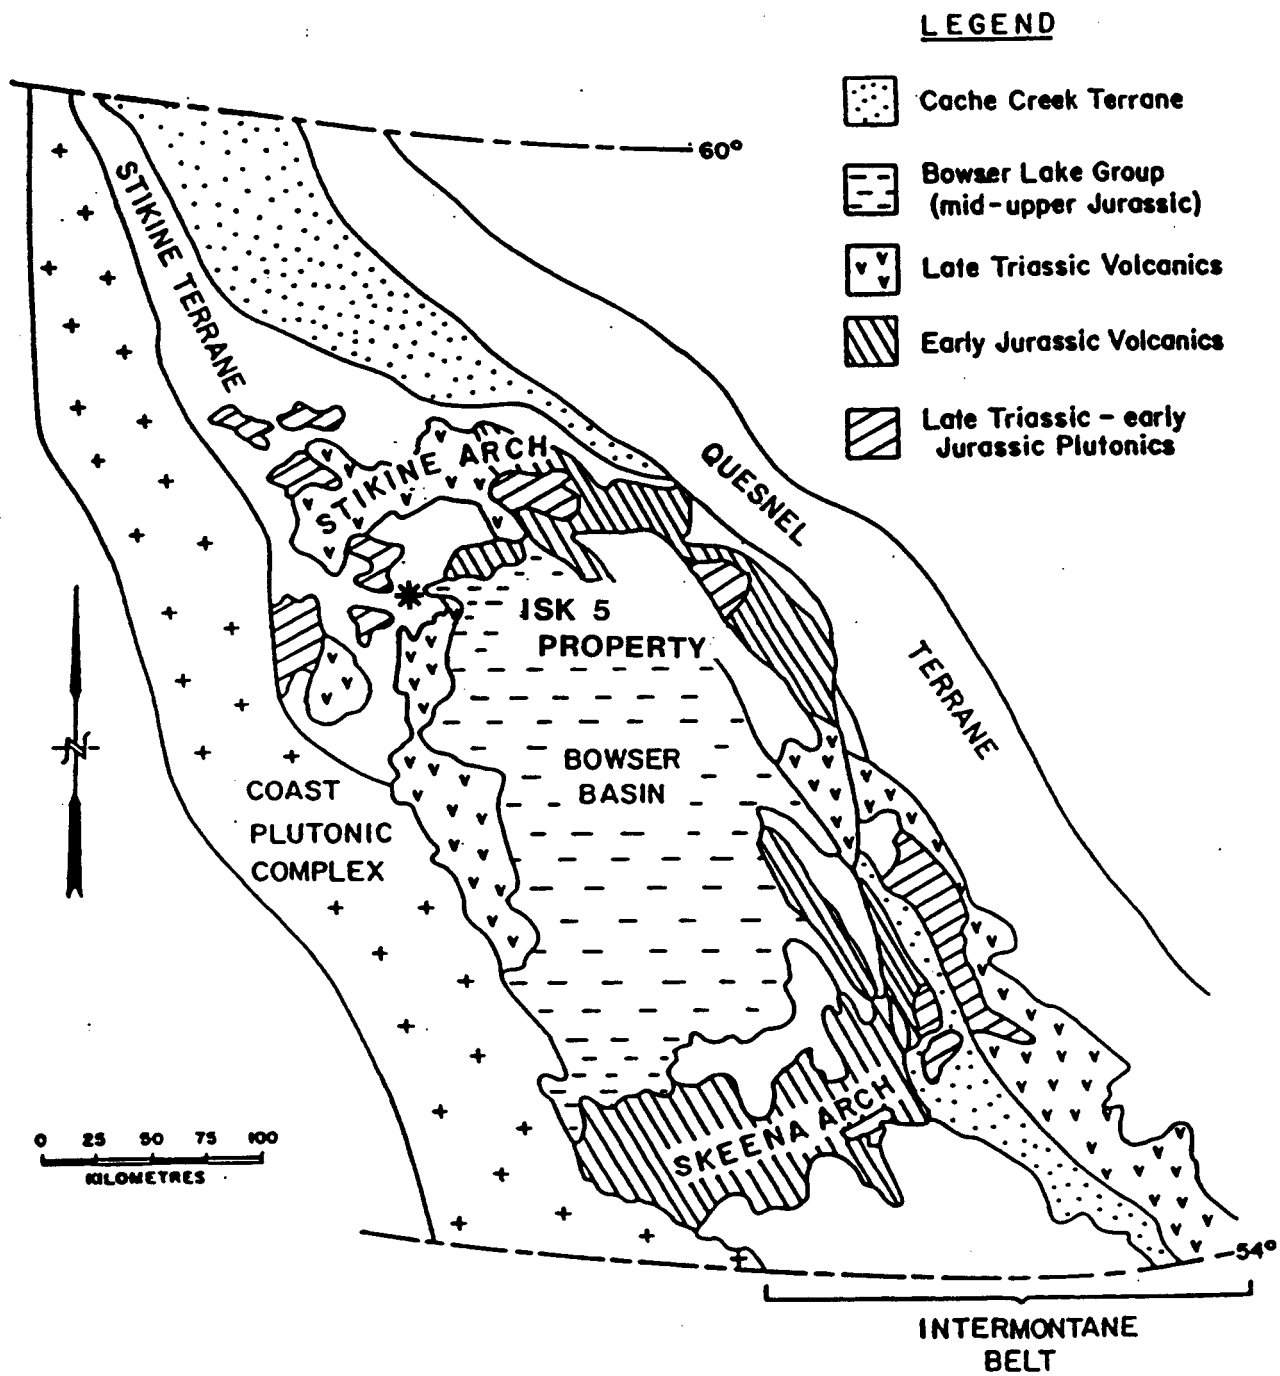 LEGEND
Cache Creek Terrane
Bowser Lake Group
(mid-upper Jurassic)
Late Triassic Volcanics
Early Jurassic Volcanics
Late Triassic - early
Jurassic Plutonics
60°
STIKINE TERRANE
STIKINE ARCH
QUESNEL
TERRANE
ISK 5
PROPERTY
N
BOWSER
BASIN
COAST
PLUTONIC
COMPLEX
SKEENA ARCH
0 25 50 75 100
KILOMETRES
54°
INTERMONTANE
BELT